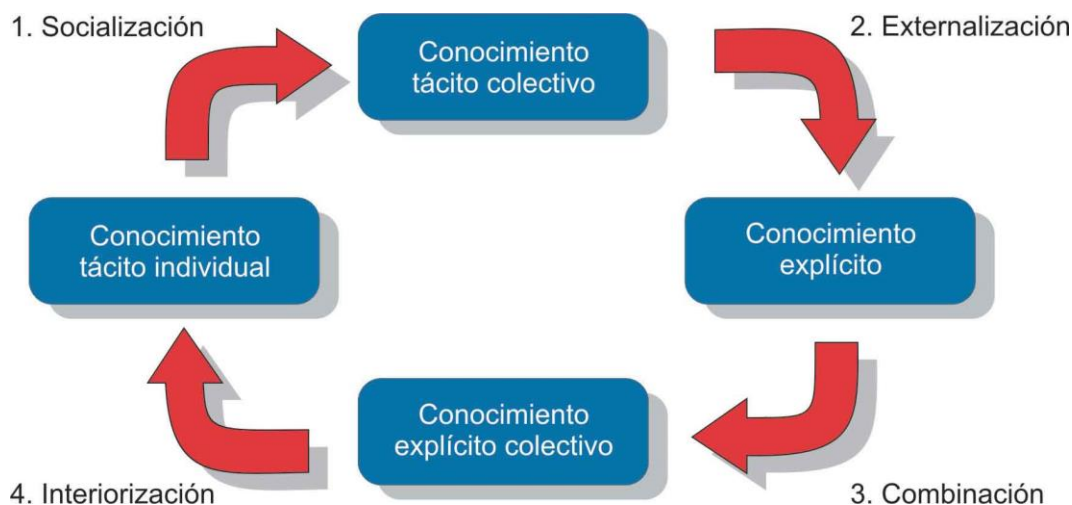 1. Socialización
Conocimiento
tácito colectivo
2. Externalización
Conocimiento
tácito individual
Conocimiento
explícito
Conocimiento
explícito colectivo
4. Interiorización
3. Combinación